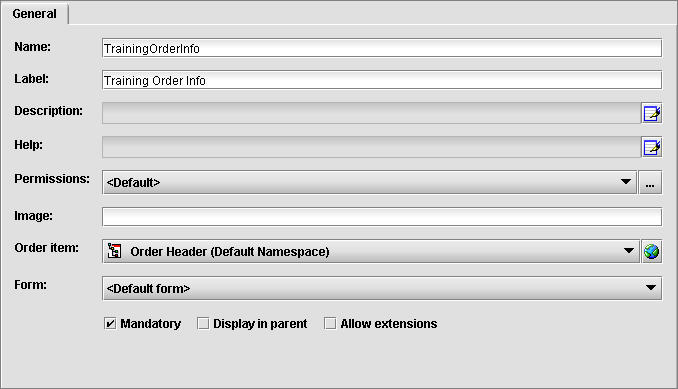 General
Name: TrainingOrderInfo
Label: Training Order Info
Description:
Help:
Permissions: <Default> ...
Image:
Order item: Order Header (Default Namespace)
Form: <Default form>
Mandatory Display in parent Allow extensions